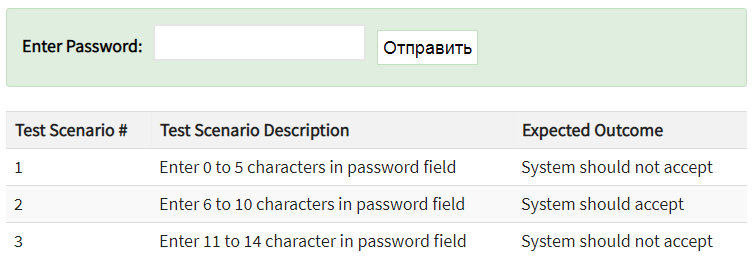 Enter Password: Отправить
Test Scenario # Test Scenario Description Expected Outcome
1 Enter 0 to 5 characters in password field System should not accept
2 Enter 6 to 10 characters in password field System should accept
3 Enter 11 to 14 character in password field System should not accept